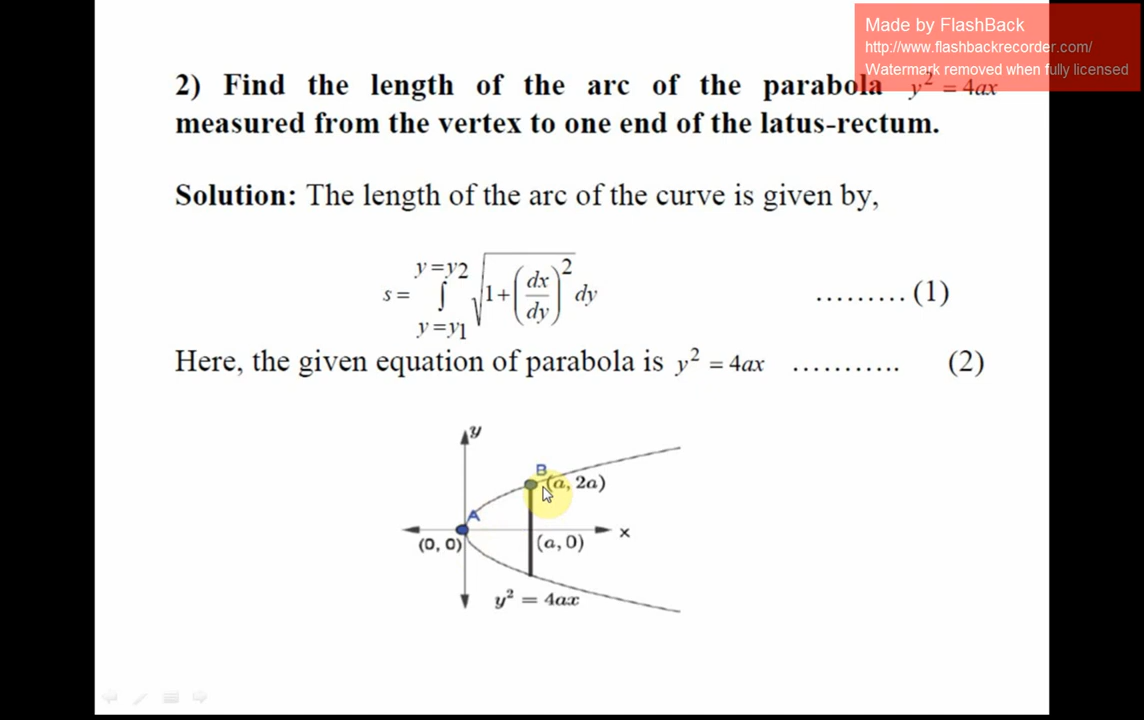 Made by FlashBack
http://www.flashbackrecorder.com/
Watermark removed when fully licensed
2) Find the length of the arc of the parabola y² = 4ax
measured from the vertex to one end of the latus-rectum.
Solution: The length of the arc of the curve is given by,
s = ∫_{y=y1}^{y=y2} √(1+(dx/dy)²) dy ......... (1)
Here, the given equation of parabola is y² = 4ax ........... (2)
y
B
(a, 2a)
A
x
(0, 0)
(a, 0)
y² = 4ax